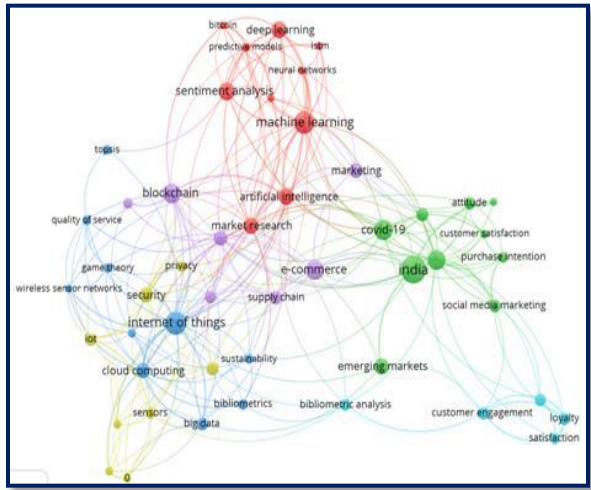 bitcoin
deep learning
predictive models
lstm
neural networks
sentiment analysis
machine learning
topsis
marketing
blockchain
artificial intelligence
attitude
quality of service
market research
covid-19
customer satisfaction
purchase intention
game theory
privacy
e-commerce
india
wireless sensor networks
security
supply chain
social media marketing
internet of things
iot
sustainability
cloud computing
emerging markets
sensors
bibliometrics
bibliometric analysis
customer engagement
loyalty
big data
satisfaction